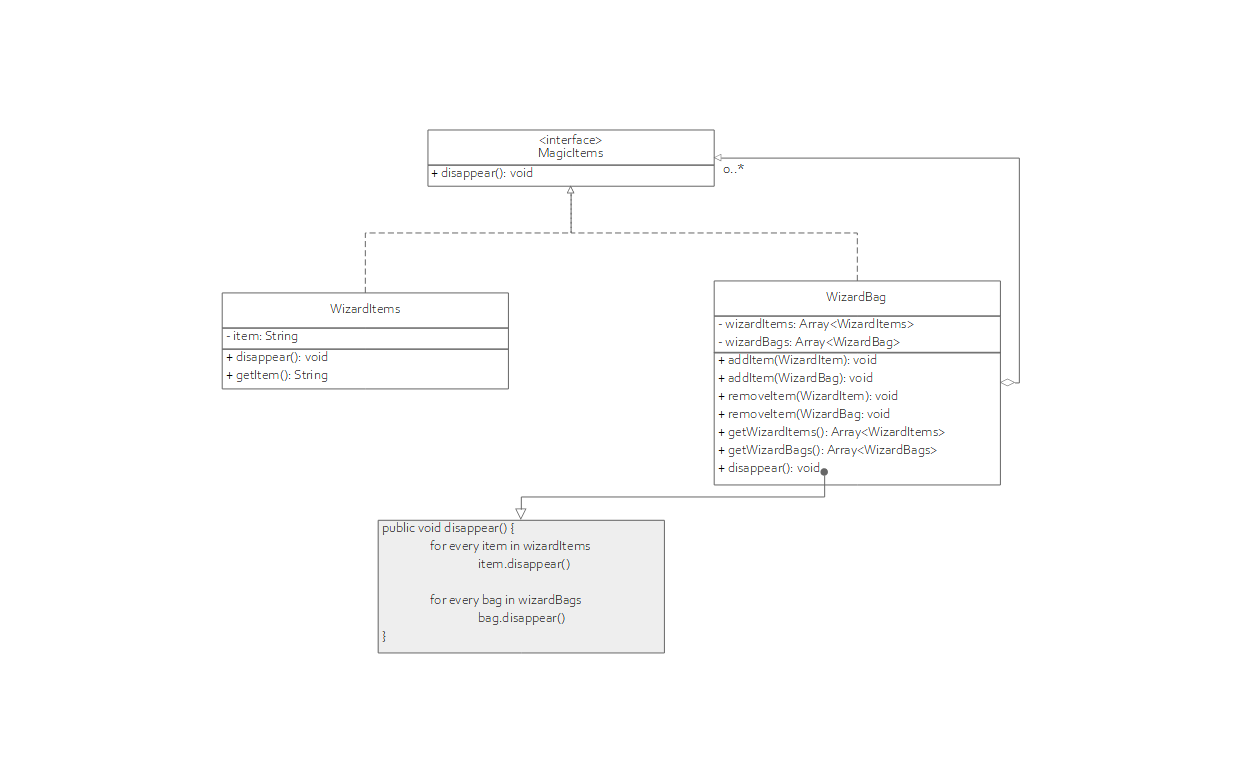 <interface>
MagicItems
+ disappear(): void
o..*
WizardItems
- item: String
+ disappear(): void
+ getItem(): String
WizardBag
- wizardItems: Array<WizardItems>
- wizardBags: Array<WizardBag>
+ addItem(WizardItem): void
+ addItem(WizardBag): void
+ removeItem(WizardItem): void
+ removeItem(WizardBag: void
+ getWizardItems(): Array<WizardItems>
+ getWizardBags(): Array<WizardBags>
+ disappear(): void
public void disappear() {
for every item in wizardItems
item.disappear()
for every bag in wizardBags
bag.disappear()
}